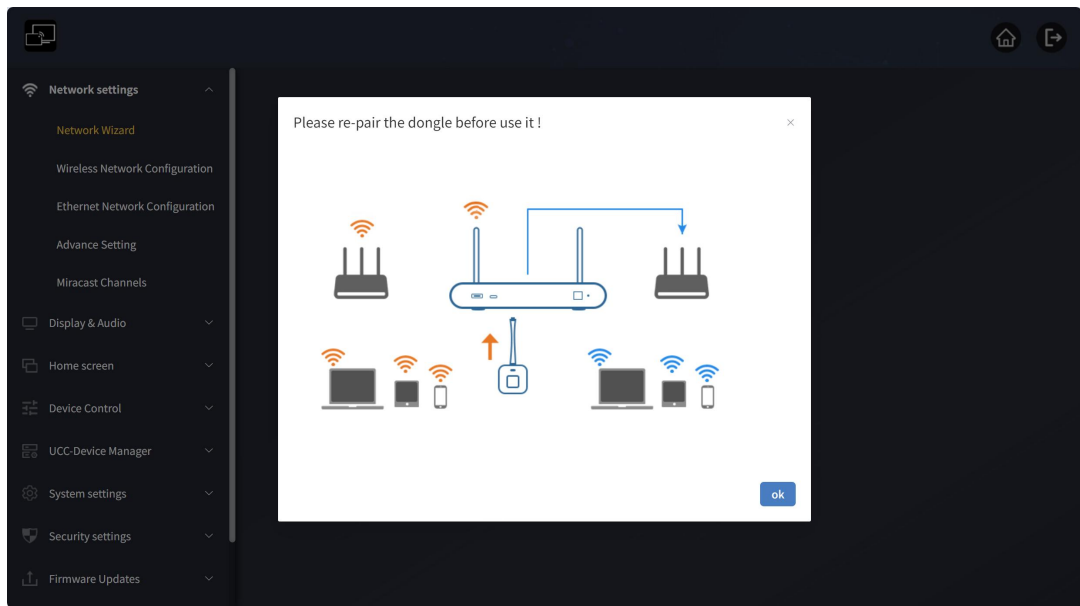 Network settings
Network Wizard
Wireless Network Configuration
Ethernet Network Configuration
Advance Setting
Miracast Channels
Display & Audio
Home screen
Device Control
UCC-Device Manager
System settings
Security settings
Firmware Updates
Please re-pair the dongle before use it !
ok